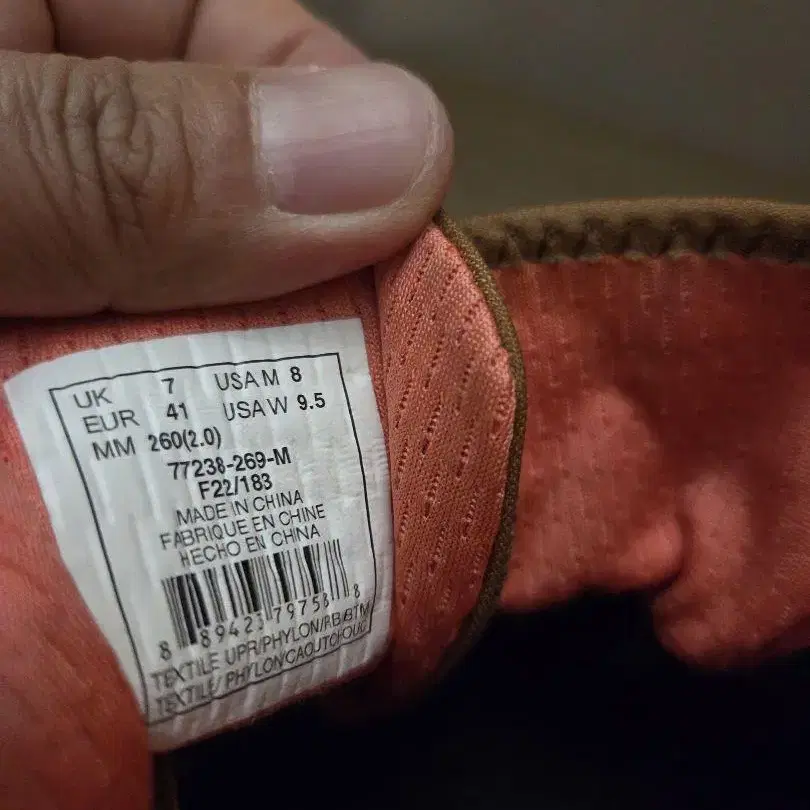 UK 7 USA M 8
EUR 41 USA W 9.5
MM 260(2.0)
77238-269-M
F22/183
MADE IN CHINA
FABRIQUE EN CHINE
HECHO EN CHINA
8 89423 79758 8
TEXTILE UPR/PHYLON/RB BTM
TEXTILE/ PHYLON/CAOUTCHOUC